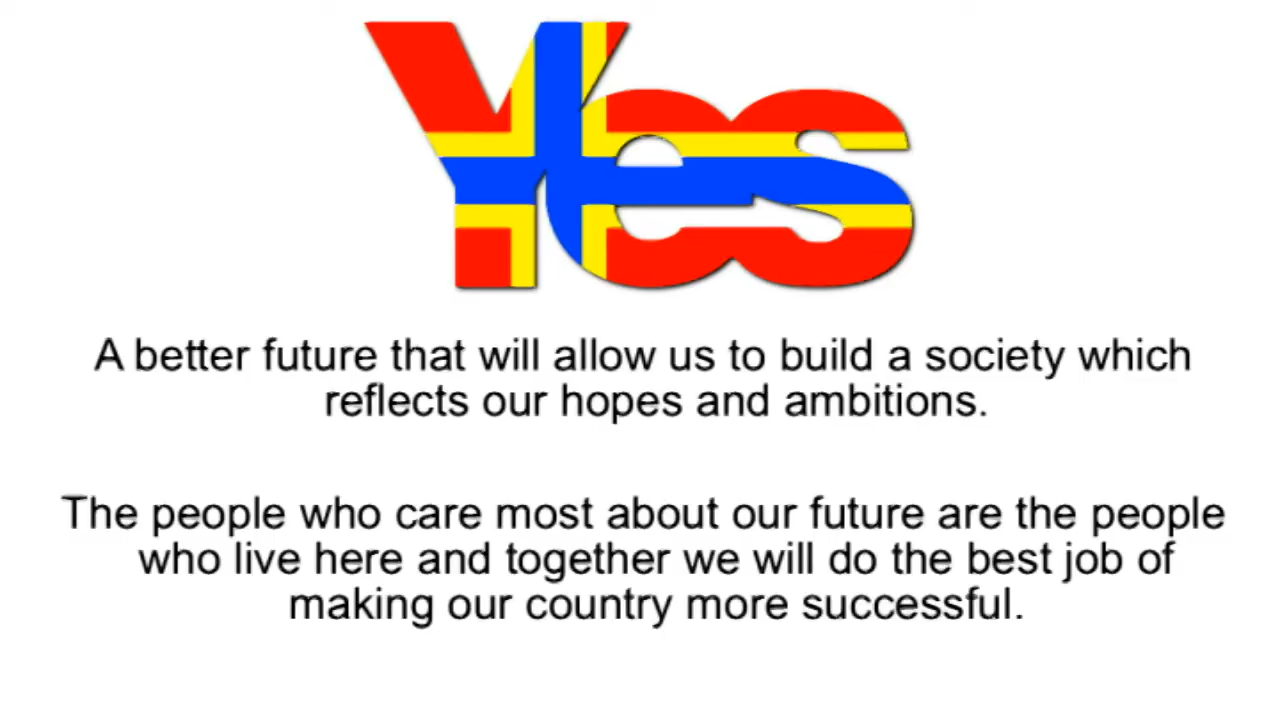 Yes
A better future that will allow us to build a society which
reflects our hopes and ambitions.
The people who care most about our future are the people
who live here and together we will do the best job of
making our country more successful.